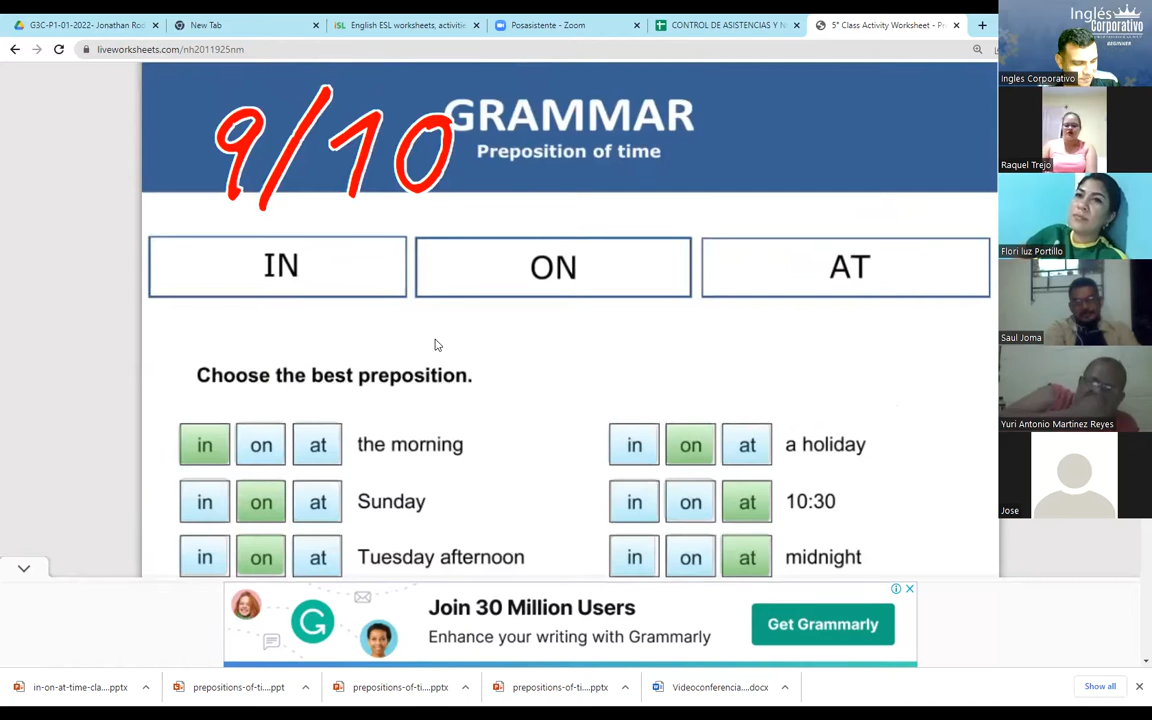 G3C-P1-01-2022- Jonathan Rod
New Tab
English ESL worksheets, activitie
Posasistente - Zoom
CONTROL DE ASISTENCIAS Y N
5° Class Activity Worksheet - Pr
liveworksheets.com/nh2011925nm
Inglés
Corporativo
BEGINNER
Ingles Corporativo
9/10
GRAMMAR
Preposition of time
Raquel Trejo
Flori luz Portillo
IN
ON
AT
Saul Joma
Choose the best preposition.
Yuri Antonio Martinez Reyes
in on at the morning
in on at a holiday
in on at Sunday
in on at 10:30
Jose
in on at Tuesday afternoon
in on at midnight
Join 30 Million Users
Enhance your writing with Grammarly
Get Grammarly
in-on-at-time-cla....pptx
prepositions-of-ti....ppt
prepositions-of-ti....pptx
prepositions-of-ti....pptx
Videoconferencia....docx
Show all